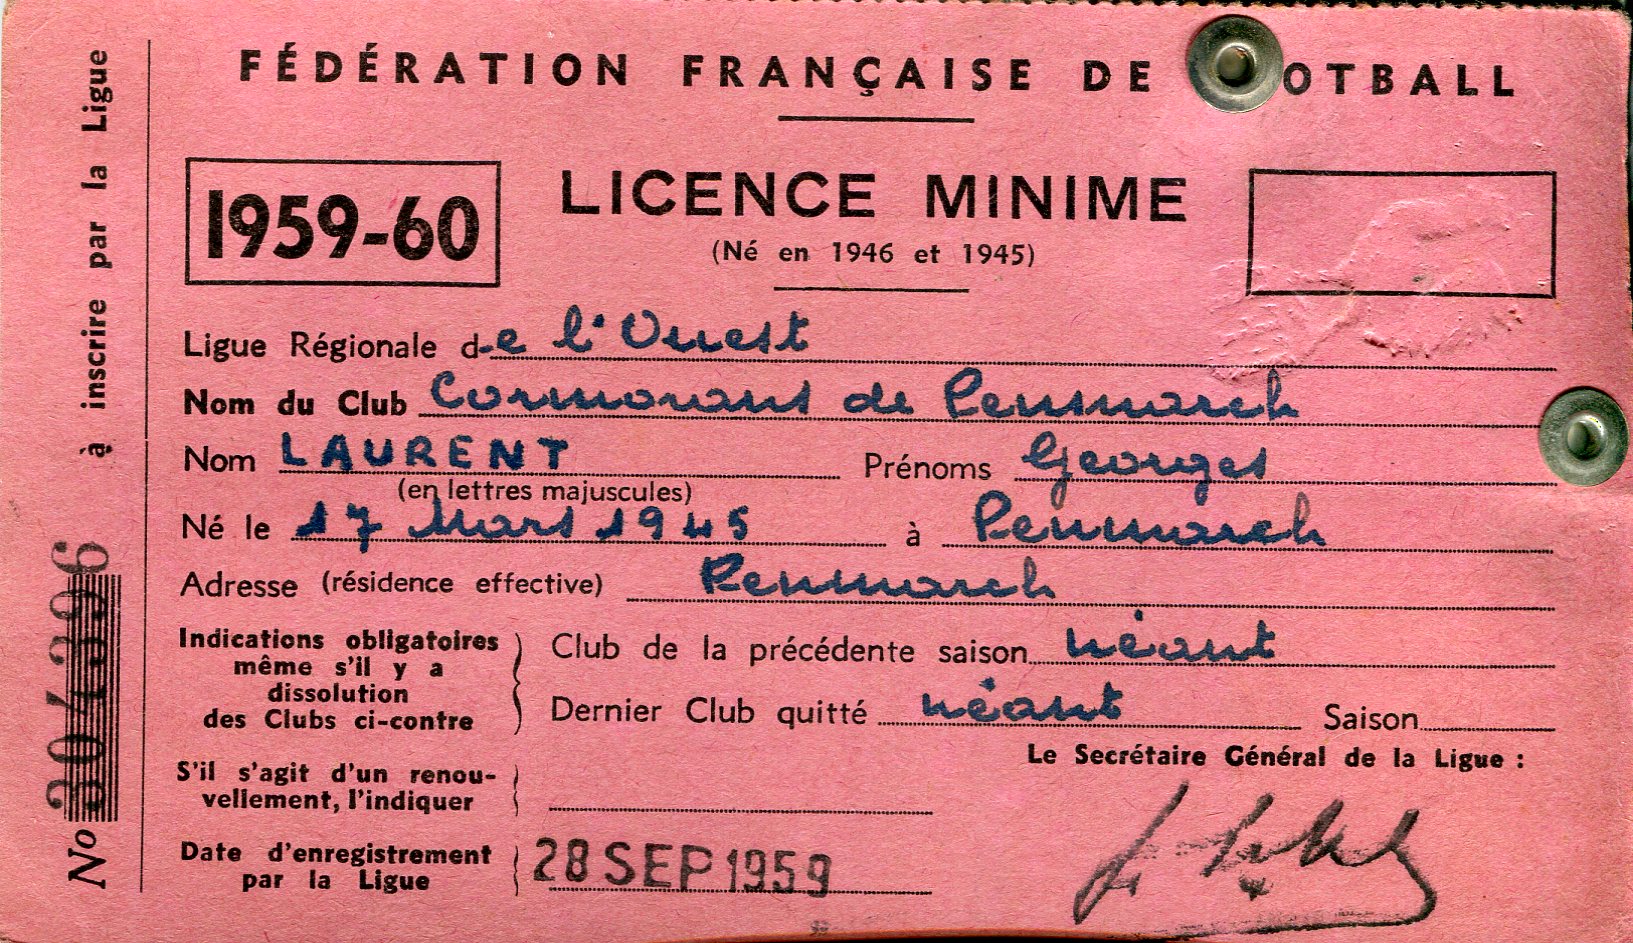 FÉDÉRATION FRANÇAISE DE OTBALL
1959-60
LICENCE MINIME
(Né en 1946 et 1945)
Ligue Régionale de l'Ouest
Nom du Club Cormorans de Penmarch
Nom LAURENT Prénoms Georges
(en lettres majuscules)
Né le 17 Mars 1945 à Penmarch
Adresse (résidence effective) Penmarch
Indications obligatoires
même s'il y a
dissolution
des Clubs ci-contre
Club de la précédente saison néant
Dernier Club quitté néant Saison
Le Secrétaire Général de la Ligue :
S'il s'agit d'un renou-
vellement, l'indiquer
Date d'enregistrement
par la Ligue
28 SEP 1959
No
à inscrire par la Ligue